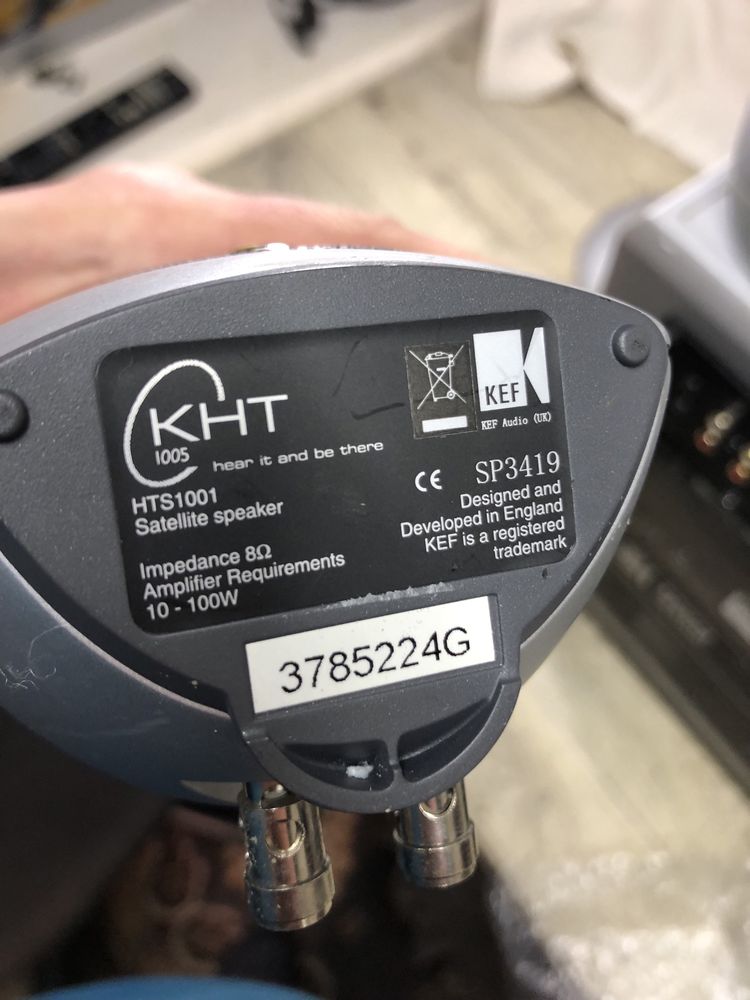 KHT
1005
hear it and be there
HTS1001
Satellite speaker
Impedance 8Ω
Amplifier Requirements
10 - 100W
KEF
KEF Audio (UK)
CE SP3419
Designed and
Developed in England
KEF is a registered
trademark
3785224G